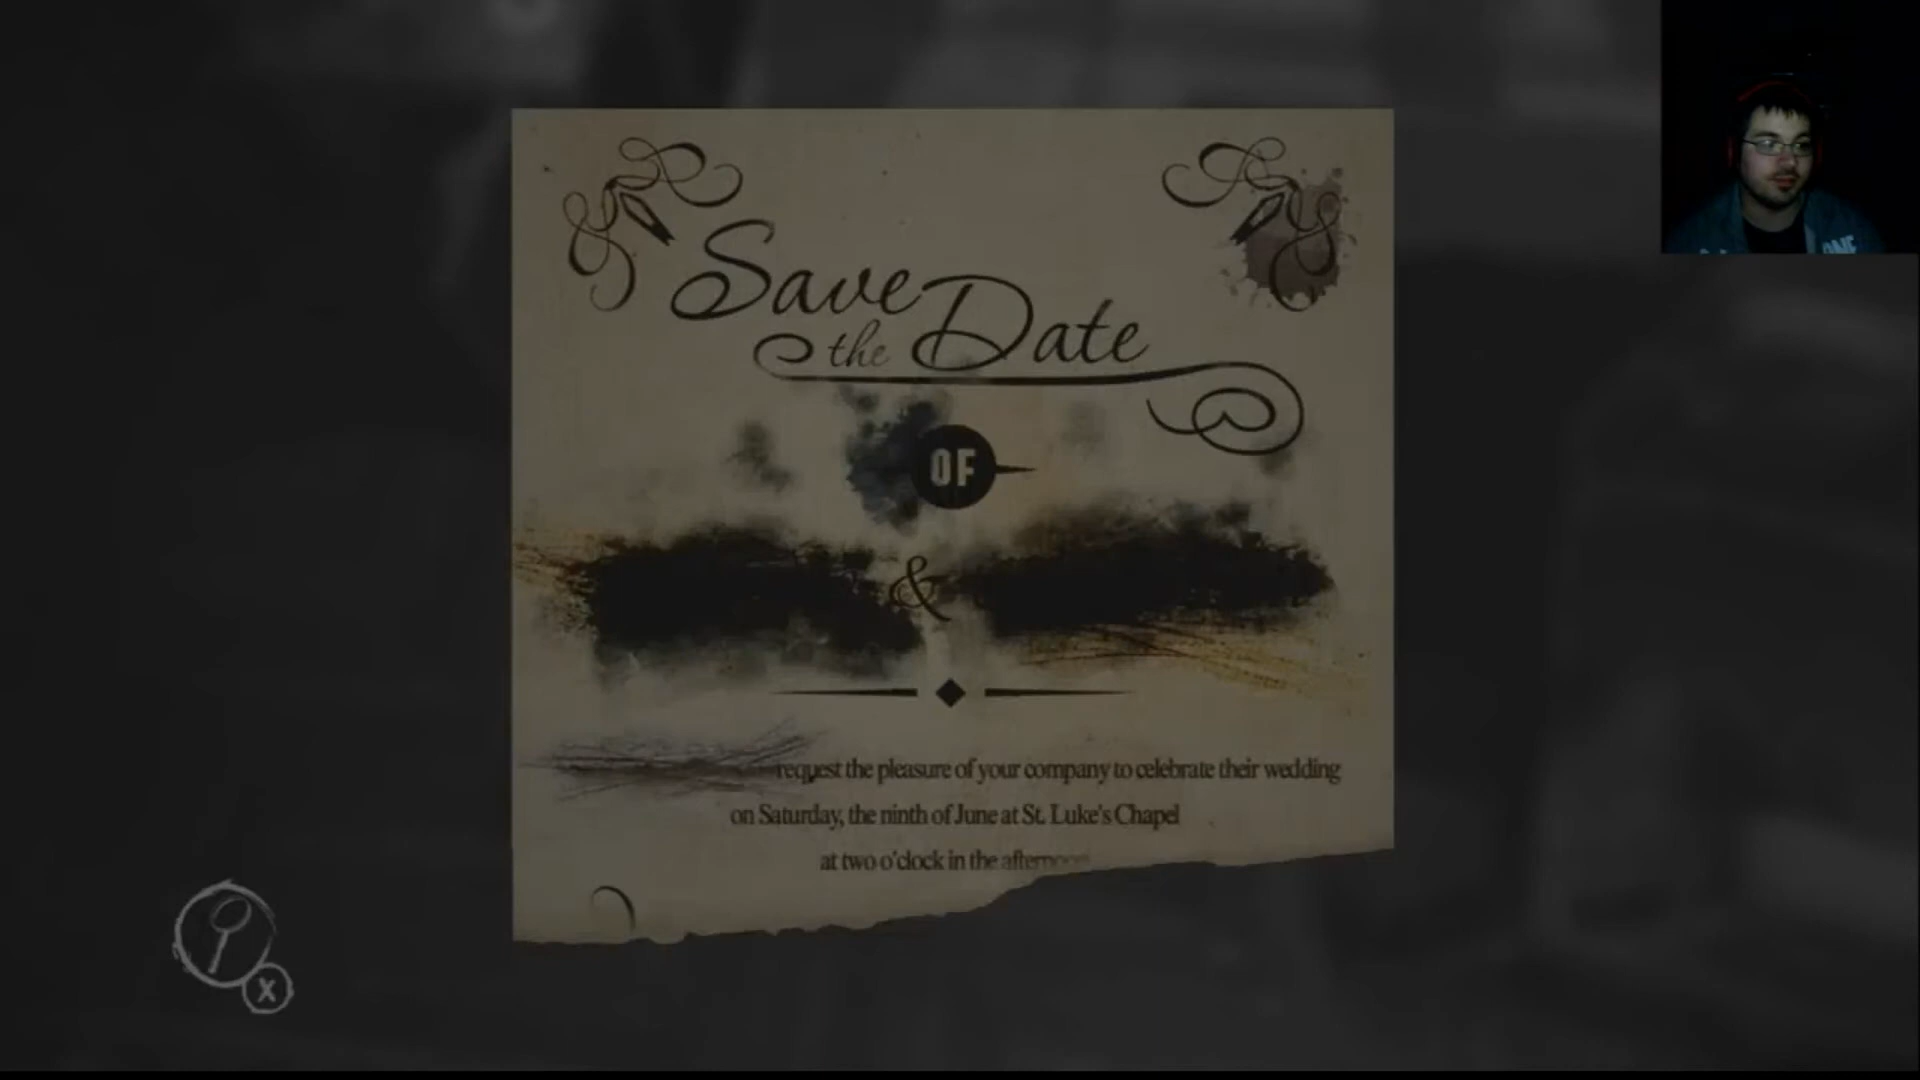 Save
the Date
OF
&
request the pleasure of your company to celebrate their wedding
on Saturday, the ninth of June at St. Luke's Chapel
at two o'clock in the afternoon
X